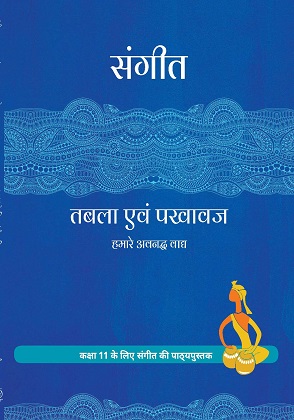 संगीत
तबला एवं पखावज
हमारे अवनद्ध वाद्य
कक्षा 11 के लिए संगीत की पाठ्यपुस्तक